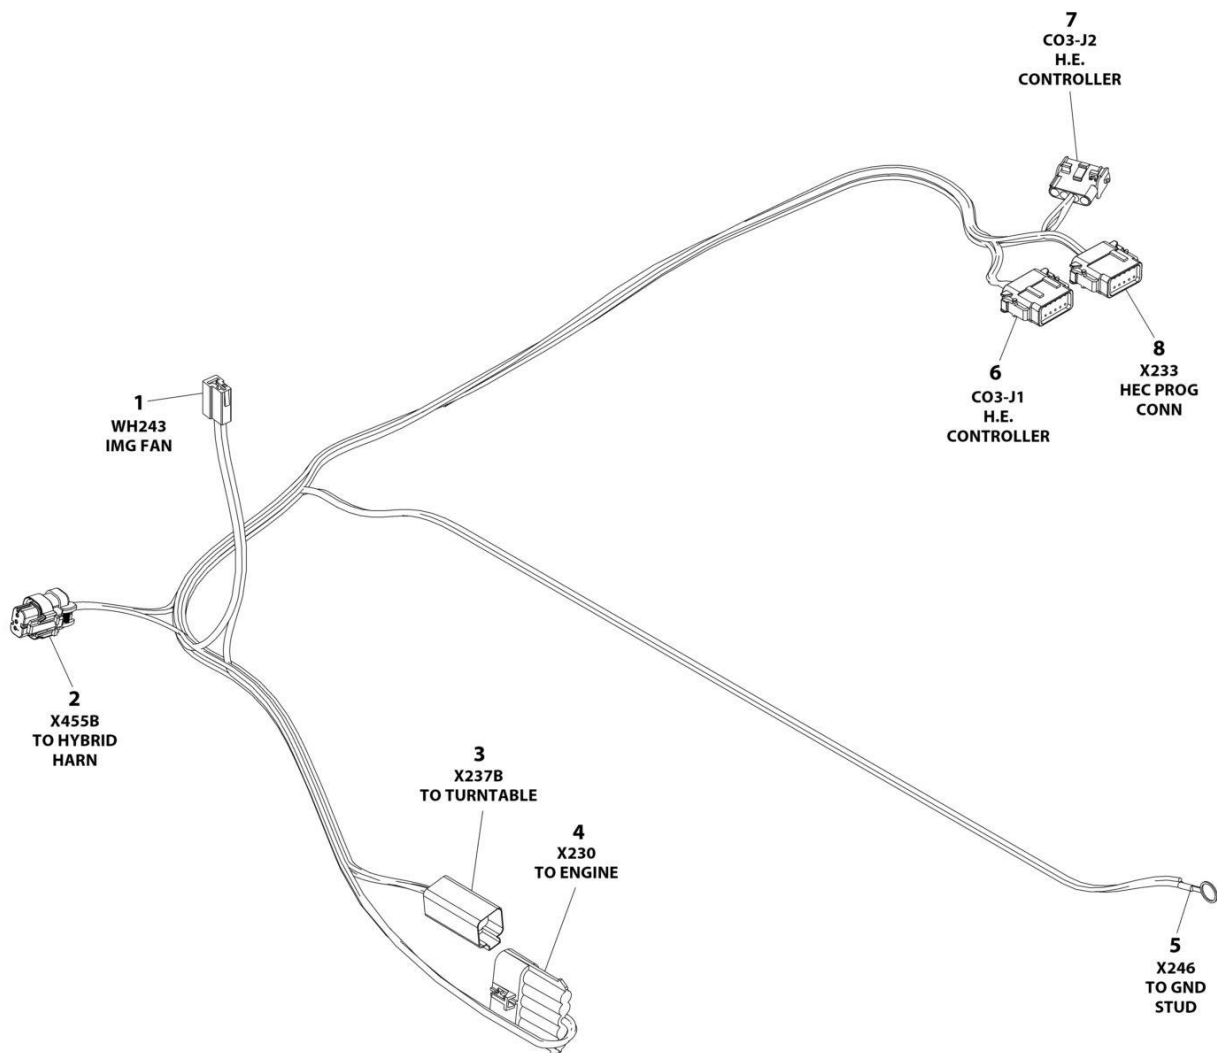 7
CO3-J2
H.E.
CONTROLLER
8
X233
HEC PROG
CONN
6
CO3-J1
H.E.
CONTROLLER
1
WH243
IMG FAN
2
X455B
TO HYBRID
HARN
3
X237B
TO TURNTABLE
4
X230
TO ENGINE
5
X246
TO GND
STUD